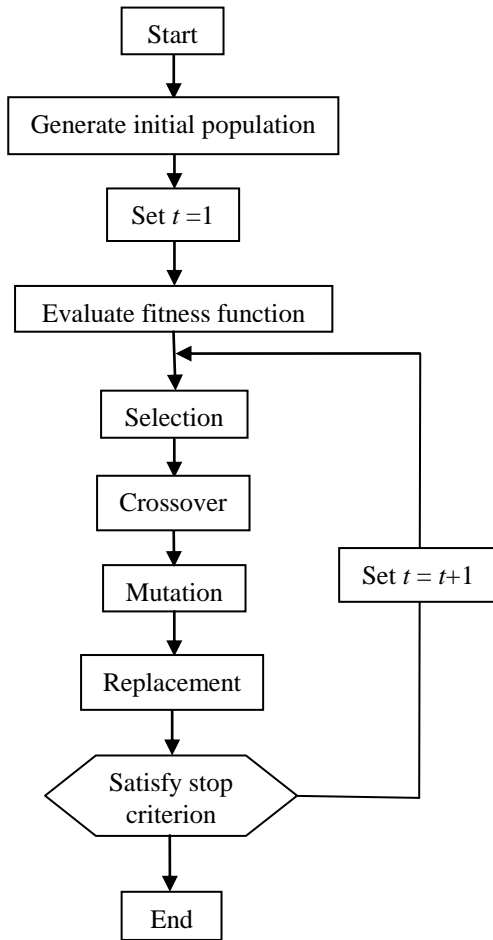 Start
Generate initial population
Set t =1
Evaluate fitness function
Selection
Crossover
Mutation
Set t = t+1
Replacement
Satisfy stop
criterion
End